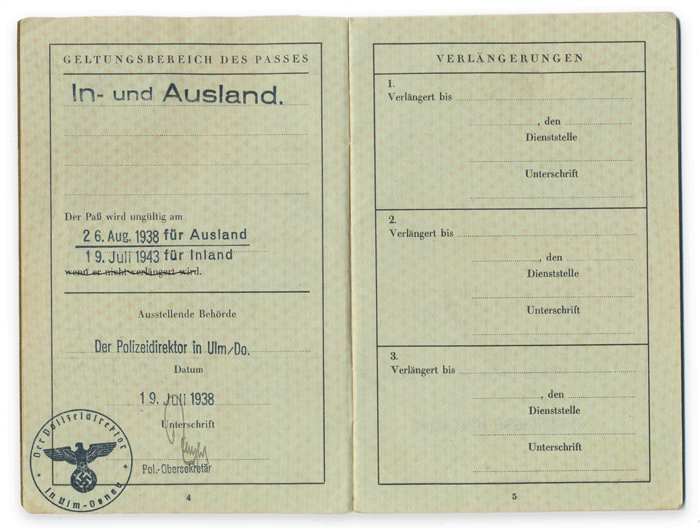 GELTUNGSBEREICH DES PASSES
In- und Ausland.
Der Paß wird ungültig am
26. Aug. 1938 für Ausland
19. Juli 1943 für Inland
wenn er nicht verlängert wird.
Ausstellende Behörde
Der Polizeidirektor in Ulm/Do.
Datum
19. Juli 1938
Unterschrift
Pol.-Obersekretär
Der Polizeidirektor
in Ulm-Donau
4
VERLÄNGERUNGEN
1.
Verlängert bis
, den
Dienststelle
Unterschrift
2.
Verlängert bis
, den
Dienststelle
Unterschrift
3.
Verlängert bis
, den
Dienststelle
Unterschrift
5